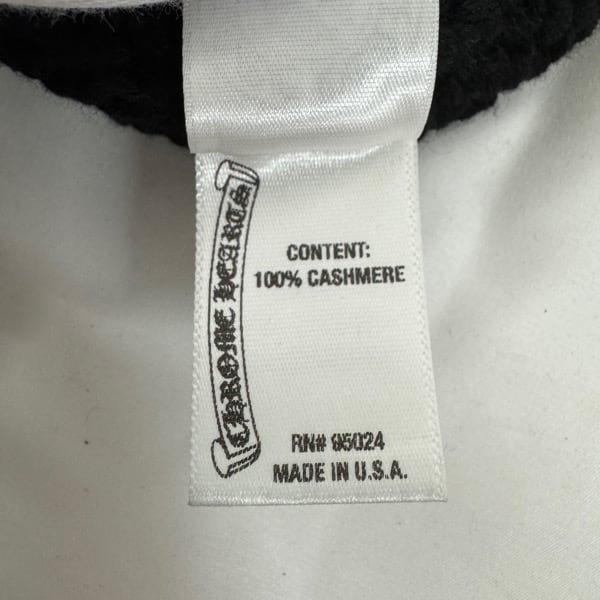 CHROME HEARTS
CONTENT:
100% CASHMERE
RN# 95024
MADE IN U.S.A.